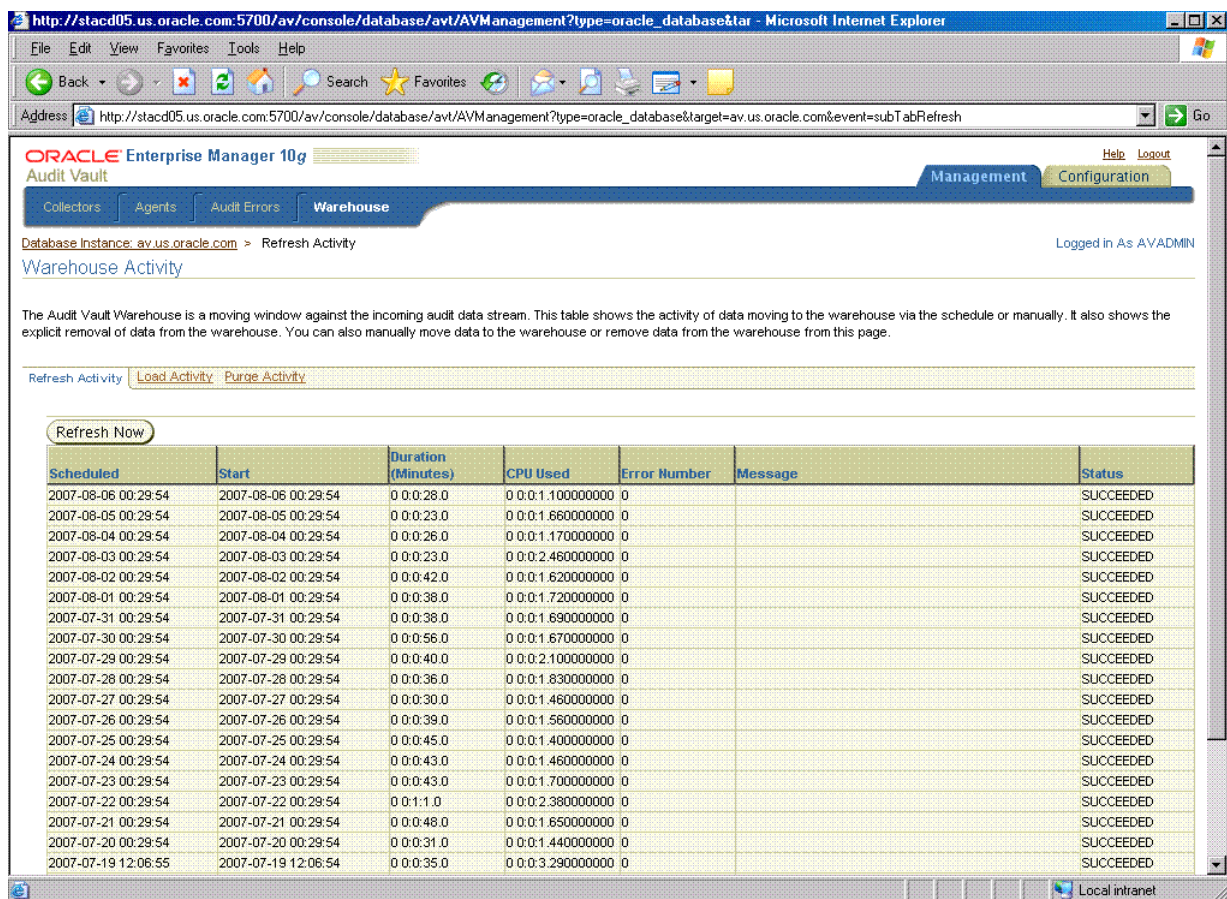 http://stacd05.us.oracle.com:5700/av/console/database/avt/AVManagement?type=oracle_database&tar - Microsoft Internet Explorer
File Edit View Favorites Tools Help
Back Search Favorites
Address http://stacd05.us.oracle.com:5700/av/console/database/avt/AVManagement?type=oracle_database&target=av.us.oracle.com&event=subTabRefresh Go
ORACLE Enterprise Manager 10g Help Logout
Audit Vault Management Configuration
Collectors Agents Audit Errors Warehouse
Database Instance: av.us.oracle.com > Refresh Activity Logged in As AVADMIN
Warehouse Activity
The Audit Vault Warehouse is a moving window against the incoming audit data stream. This table shows the activity of data moving to the warehouse via the schedule or manually. It also shows the
explicit removal of data from the warehouse. You can also manually move data to the warehouse or remove data from the warehouse from this page.
Refresh Activity Load Activity Purge Activity
Refresh Now
Scheduled Start Duration (Minutes) CPU Used Error Number Message Status
2007-08-06 00:29:54 2007-08-06 00:29:54 0 0:0:28.0 0 0:0:1.100000000 0 SUCCEEDED
2007-08-05 00:29:54 2007-08-05 00:29:54 0 0:0:23.0 0 0:0:1.660000000 0 SUCCEEDED
2007-08-04 00:29:54 2007-08-04 00:29:54 0 0:0:26.0 0 0:0:1.170000000 0 SUCCEEDED
2007-08-03 00:29:54 2007-08-03 00:29:54 0 0:0:23.0 0 0:0:2.460000000 0 SUCCEEDED
2007-08-02 00:29:54 2007-08-02 00:29:54 0 0:0:42.0 0 0:0:1.620000000 0 SUCCEEDED
2007-08-01 00:29:54 2007-08-01 00:29:54 0 0:0:38.0 0 0:0:1.720000000 0 SUCCEEDED
2007-07-31 00:29:54 2007-07-31 00:29:54 0 0:0:38.0 0 0:0:1.690000000 0 SUCCEEDED
2007-07-30 00:29:54 2007-07-30 00:29:54 0 0:0:56.0 0 0:0:1.670000000 0 SUCCEEDED
2007-07-29 00:29:54 2007-07-29 00:29:54 0 0:0:40.0 0 0:0:2.100000000 0 SUCCEEDED
2007-07-28 00:29:54 2007-07-28 00:29:54 0 0:0:36.0 0 0:0:1.830000000 0 SUCCEEDED
2007-07-27 00:29:54 2007-07-27 00:29:54 0 0:0:30.0 0 0:0:1.460000000 0 SUCCEEDED
2007-07-26 00:29:54 2007-07-26 00:29:54 0 0:0:39.0 0 0:0:1.560000000 0 SUCCEEDED
2007-07-25 00:29:54 2007-07-25 00:29:54 0 0:0:45.0 0 0:0:1.400000000 0 SUCCEEDED
2007-07-24 00:29:54 2007-07-24 00:29:54 0 0:0:43.0 0 0:0:1.460000000 0 SUCCEEDED
2007-07-23 00:29:54 2007-07-23 00:29:54 0 0:0:43.0 0 0:0:1.700000000 0 SUCCEEDED
2007-07-22 00:29:54 2007-07-22 00:29:54 0 0:1:1.0 0 0:0:2.380000000 0 SUCCEEDED
2007-07-21 00:29:54 2007-07-21 00:29:54 0 0:0:48.0 0 0:0:1.650000000 0 SUCCEEDED
2007-07-20 00:29:54 2007-07-20 00:29:54 0 0:0:31.0 0 0:0:1.440000000 0 SUCCEEDED
2007-07-19 12:06:55 2007-07-19 12:06:54 0 0:0:35.0 0 0:0:3.290000000 0 SUCCEEDED
Local intranet